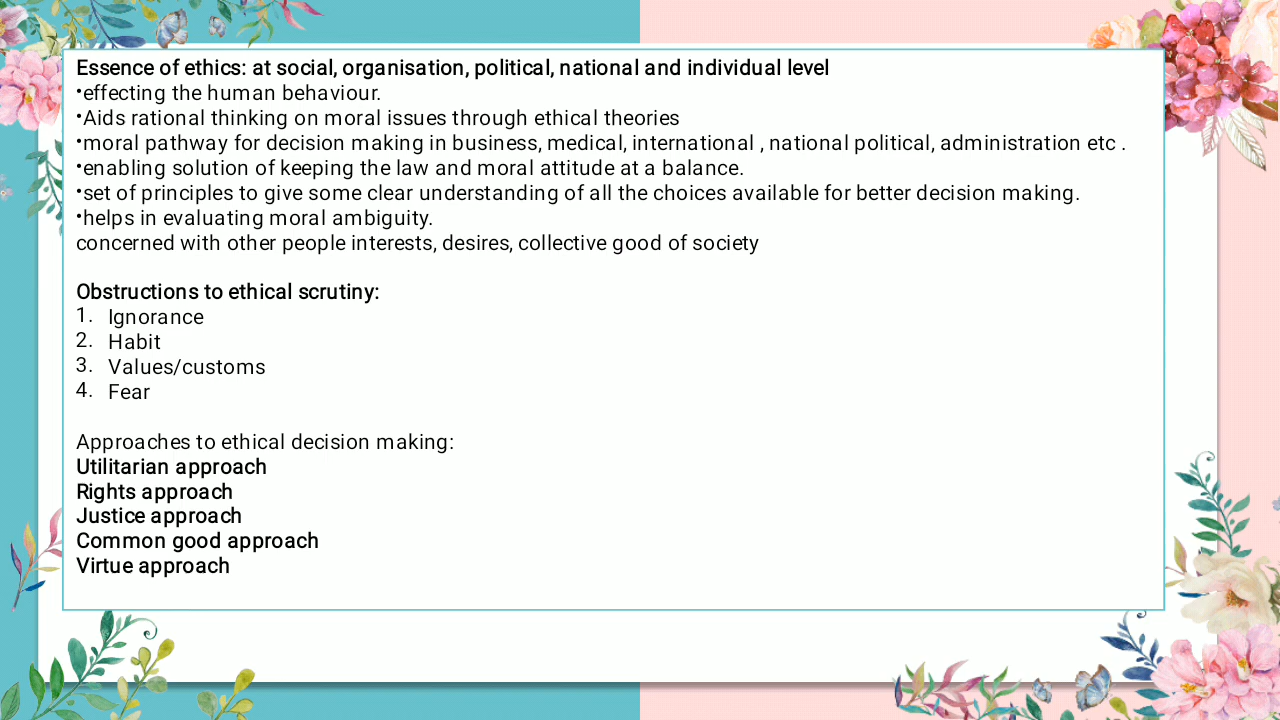 Essence of ethics: at social, organisation, political, national and individual level
•effecting the human behaviour.
•Aids rational thinking on moral issues through ethical theories
•moral pathway for decision making in business, medical, international , national political, administration etc .
•enabling solution of keeping the law and moral attitude at a balance.
•set of principles to give some clear understanding of all the choices available for better decision making.
•helps in evaluating moral ambiguity.
concerned with other people interests, desires, collective good of society
Obstructions to ethical scrutiny:
1. Ignorance
2. Habit
3. Values/customs
4. Fear
Approaches to ethical decision making:
Utilitarian approach
Rights approach
Justice approach
Common good approach
Virtue approach